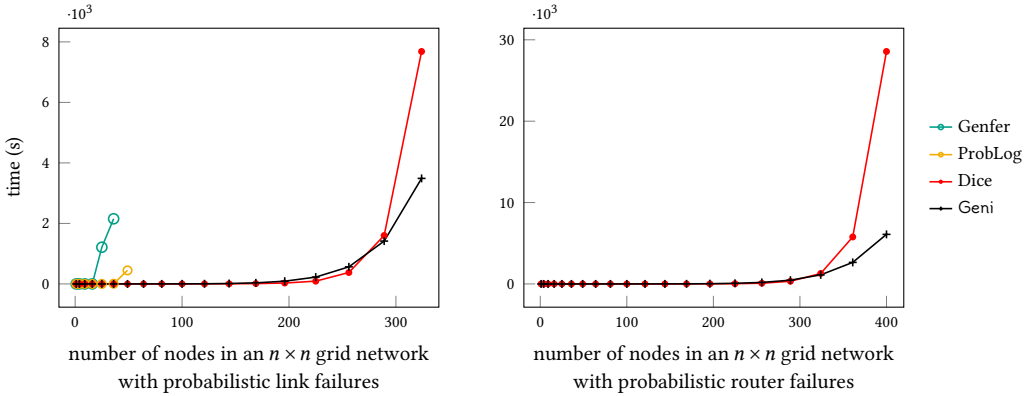 ·10³
8
6
4
2
0
time (s)
0 100 200 300
number of nodes in an n × n grid network
with probabilistic link failures
·10³
30
20
10
0
0 100 200 300 400
number of nodes in an n × n grid network
with probabilistic router failures
Genfer
ProbLog
Dice
Geni